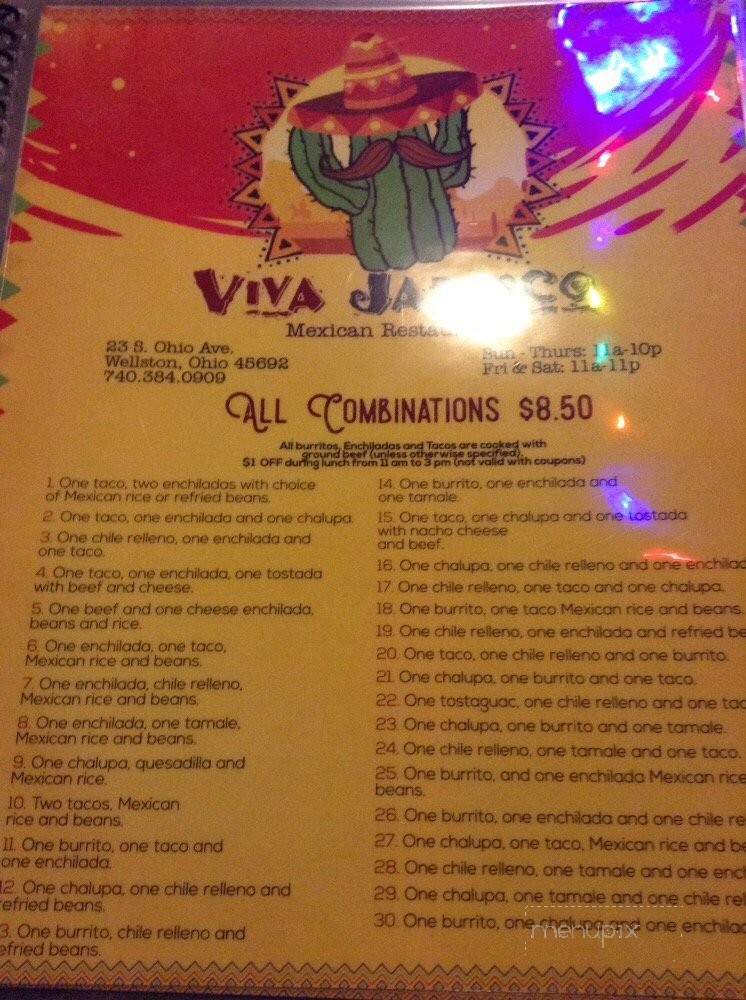 VIVA
Mexican
23 S. Ohio Ave.
Wellston, Ohio 45692
740.384.0909
Sun - Thurs: 11a-10p
Fri & Sat: 11a-11p
ALL COMBINATIONS $8.50
All burritos, Enchiladas and Tacos are cooked with
ground beef (unless otherwise specified).
$1 OFF during lunch from 11 am to 3 pm (not valid with coupons)
1. One taco, two enchiladas with choice
of Mexican rice or refried beans.
2. One taco, one enchilada and one chalupa.
3. One chile relleno, one enchilada and
one taco.
4. One taco, one enchilada, one tostada
with beef and cheese.
5. One beef and one cheese enchilada,
beans and rice.
6. One enchilada, one taco,
Mexican rice and beans.
7. One enchilada, chile relleno,
Mexican rice and beans.
8. One enchilada, one tamale,
Mexican rice and beans.
9. One chalupa, quesadilla and
Mexican rice.
10. Two tacos, Mexican
rice and beans.
11. One burrito, one taco and
one enchilada.
12. One chalupa, one chile relleno and
refried beans.
3. One burrito, chile relleno and
efried beans.
14. One burrito, one enchilada and
one tamale.
15. One taco, one chalupa and one tostada
with nacho cheese
and beef.
16. One chalupa, one chile relleno and one enchilad
17. One chile relleno, one taco and one chalupa.
18. One burrito, one taco Mexican rice and beans.
19. One chile relleno, one enchilada and refried be
20. One taco, one chile relleno and one burrito.
21. One chalupa, one burrito and one taco.
22. One tostaguac, one chile relleno and one tac
23. One chalupa, one burrito and one tamale.
24. One chile relleno, one tamale and one taco.
25. One burrito, and one enchilada Mexican rice
beans.
26. One burrito, one enchilada and one chile re
27. One chalupa, one taco, Mexican rice and be
28. One chile relleno, one tamale and one ench
29. One chalupa, one tamale and one chile rel
30. One burrito, one chalupa and one enchilad
menupix